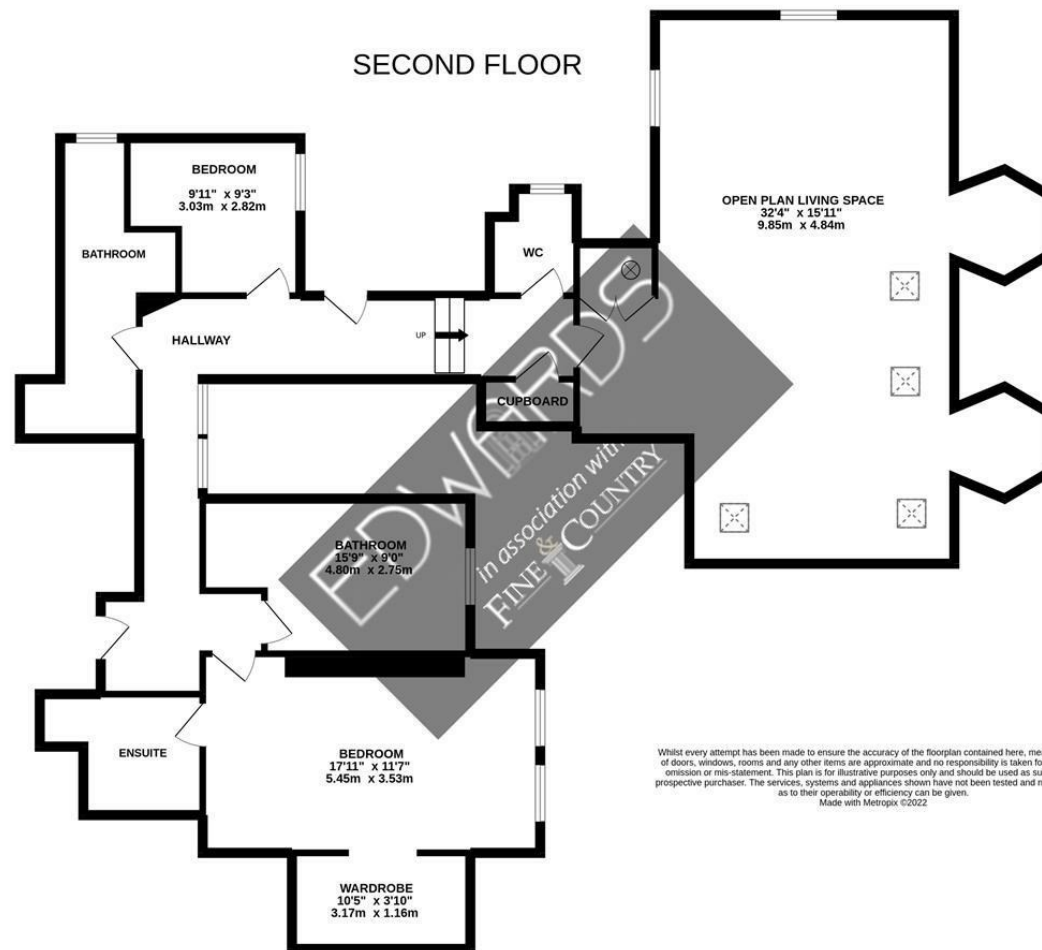 SECOND FLOOR
BEDROOM
9'11" x 9'3"
3.03m x 2.82m
BATHROOM
WC
OPEN PLAN LIVING SPACE
32'4" x 15'11"
9.85m x 4.84m
HALLWAY
UP
CUPBOARD
EDWARDS
in association with
FINE & COUNTRY
BATHROOM
15'9" x 9'0"
4.80m x 2.75m
ENSUITE
BEDROOM
17'11" x 11'7"
5.45m x 3.53m
WARDROBE
10'5" x 3'10"
3.17m x 1.16m
Whilst every attempt has been made to ensure the accuracy of the floorplan contained here,
of doors, windows, rooms and any other items are approximate and no responsibility is taken
omission or mis-statement. This plan is for illustrative purposes only and should be used as
prospective purchaser. The services, systems and appliances shown have not been tested and
as to their operability or efficiency can be given.
Made with Metropix ©2022